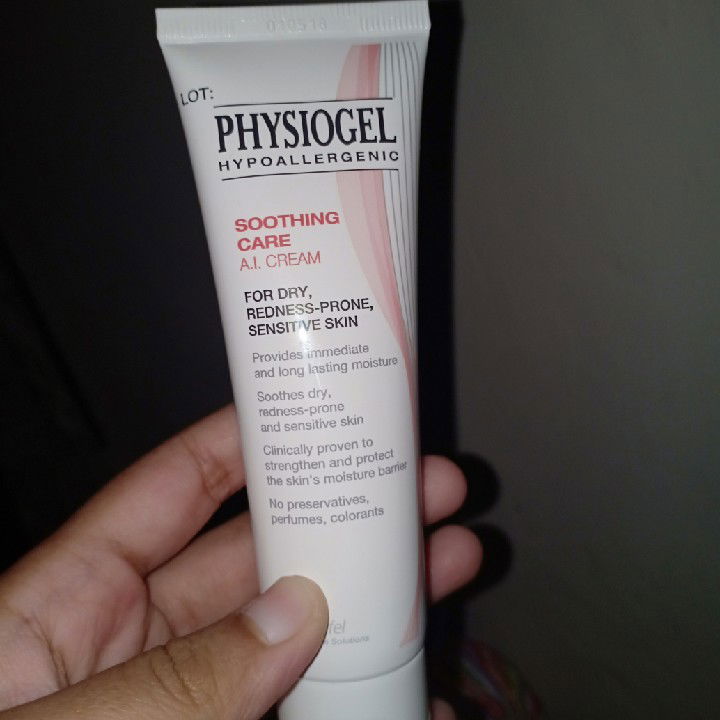 LOT:
PHYSIOGEL
HYPOALLERGENIC
SOOTHING
CARE
A.I. CREAM
FOR DRY,
REDNESS-PRONE,
SENSITIVE SKIN
Provides immediate
and long lasting moisture
Soothes dry,
redness-prone
and sensitive skin
Clinically proven to
strengthen and protect
the skin's moisture barrier
No preservatives,
perfumes, colorants
Solutions